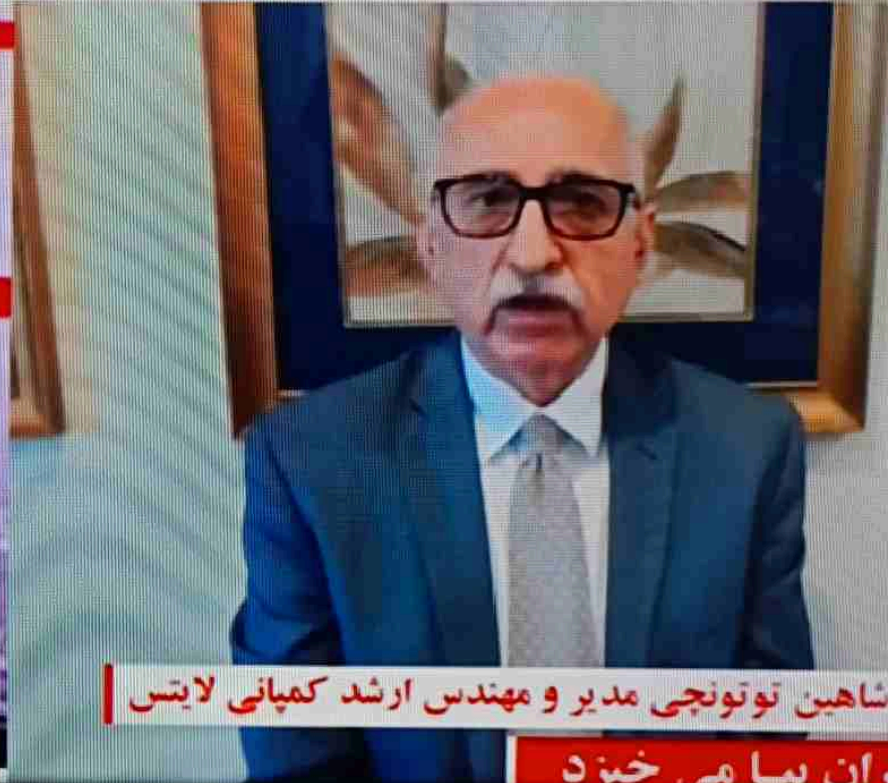 شاهین توتونچی مدیر و مهندس ارشد کمپانی لایتس
بپا می خیزد